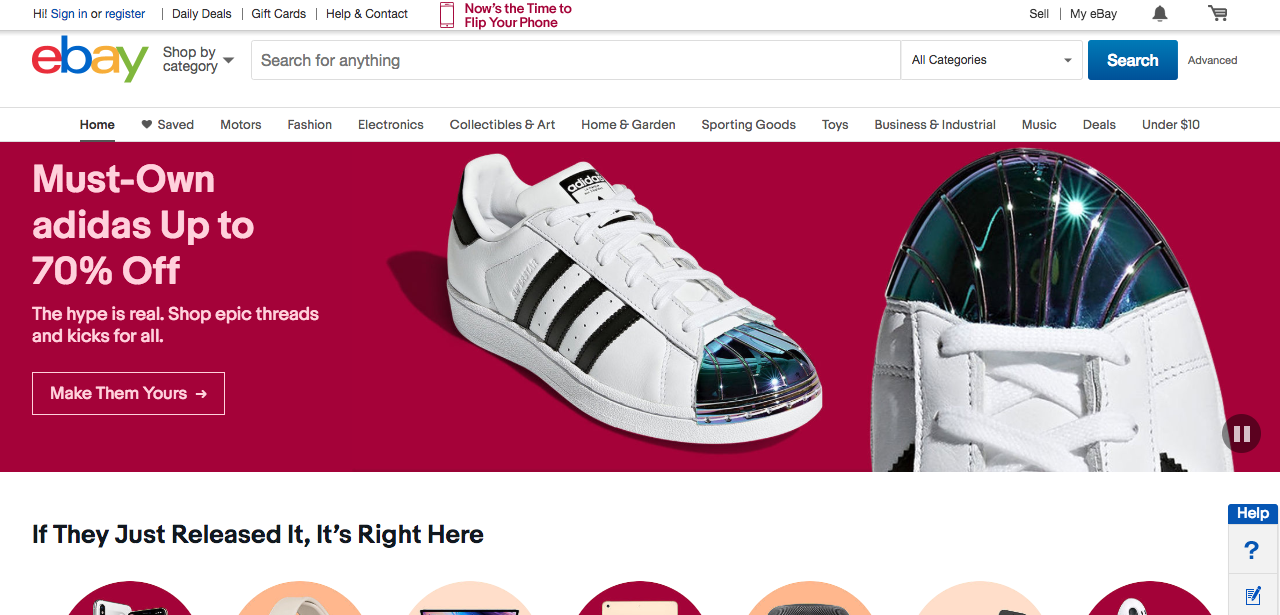 Hi! Sign in or register | Daily Deals | Gift Cards | Help & Contact
Now's the Time to
Flip Your Phone
Sell | My eBay
ebay
Shop by
category
Search for anything
All Categories
Search
Advanced
Home
Saved
Motors
Fashion
Electronics
Collectibles & Art
Home & Garden
Sporting Goods
Toys
Business & Industrial
Music
Deals
Under $10
Must-Own
adidas Up to
70% Off
The hype is real. Shop epic threads
and kicks for all.
Make Them Yours →
adidas
If They Just Released It, It's Right Here
Help
?